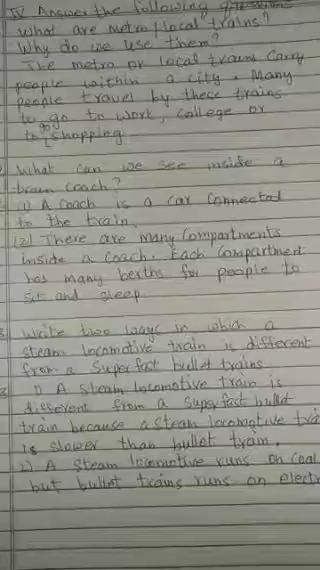 IV Answer the following questions
what are metro/local trains?
Why do we use them?
The metro or local trains carry
people within a city. Many
people travel by these trains
to go to work, college or
to go shopping
What can we see inside a
train coach?
1) A coach is a car connected
to the train.
(2) There are many compartments
inside a coach. Each compartment
has many berths for people to
sit and sleep
3 Write two ways in which a
steam locomotive train is different
from a Superfast bullet trains
3 1) A steam locomotive train is
different from a Superfast bullet
train because a steam locomotive
is slower than bullet train.
2) A steam locomotive runs on coal
but bullet trains runs on